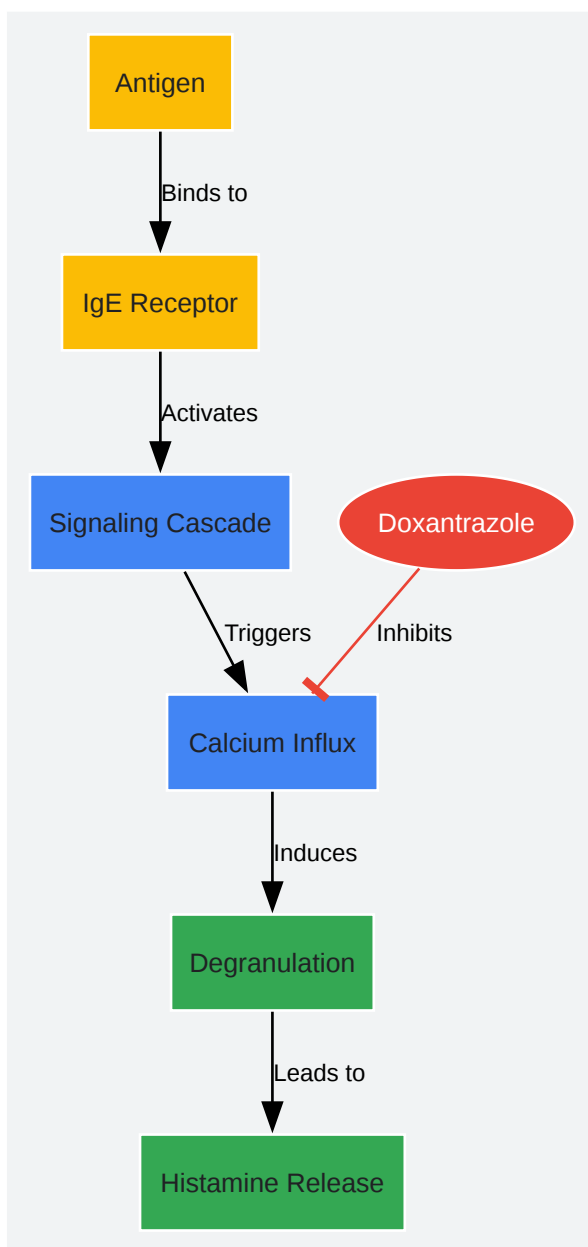 Antigen
Binds to
IgE Receptor
Activates
Signaling Cascade
Doxantrazole
Triggers
Inhibits
Calcium Influx
Induces
Degranulation
Leads to
Histamine Release